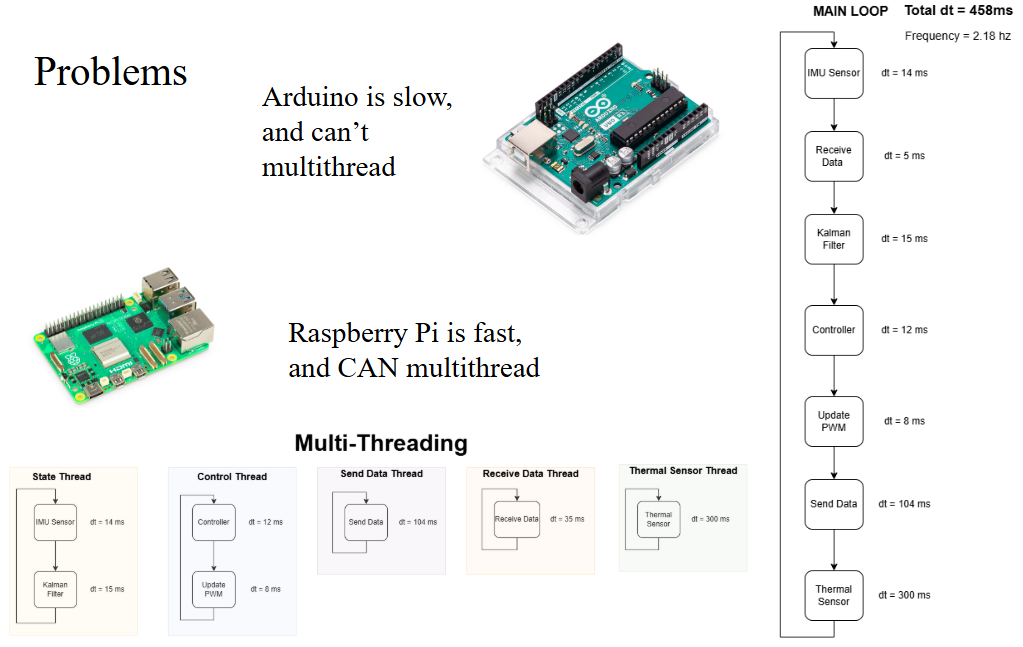 Problems
Arduino is slow,
and can't
multithread
Raspberry Pi is fast,
and CAN multithread
Multi-Threading
State Thread
IMU Sensor
dt = 14 ms
Kalman
Filter
dt = 15 ms
Control Thread
Controller
dt = 12 ms
Update
PWM
dt = 8 ms
Send Data Thread
Send Data
dt = 104 ms
Receive Data Thread
Receive Data
dt = 35 ms
Thermal Sensor Thread
Thermal
Sensor
dt = 300 ms
MAIN LOOP
Total dt = 458ms
Frequency = 2.18 hz
IMU Sensor
dt = 14 ms
Receive
Data
dt = 5 ms
Kalman
Filter
dt = 15 ms
Controller
dt = 12 ms
Update
PWM
dt = 8 ms
Send Data
dt = 104 ms
Thermal
Sensor
dt = 300 ms